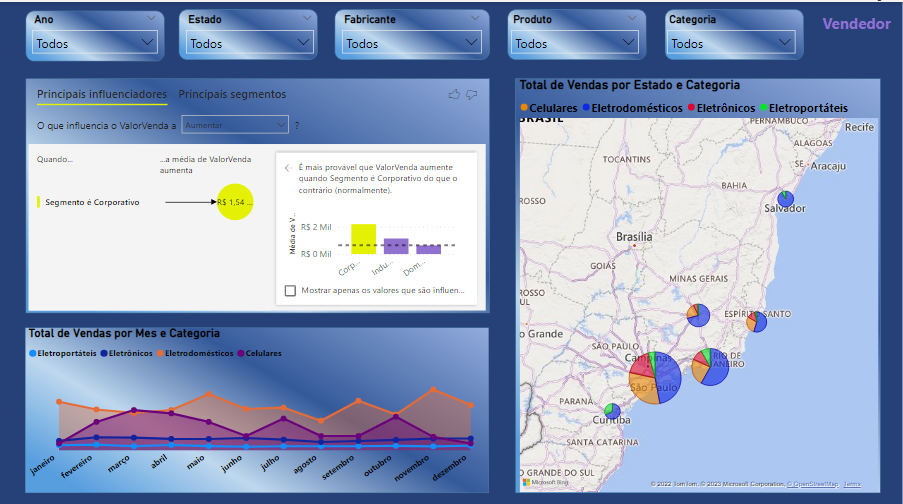 Ano
Todos
Estado
Todos
Fabricante
Todos
Produto
Todos
Categoria
Todos
Vendedor
Principais influenciadores Principais segmentos
O que influencia o ValorVenda a Aumentar ?
Quando...
...a média de ValorVenda
aumenta
Segmento é Corporativo
R$ 1,54 ...
É mais provável que ValorVenda aumente
quando Segmento é Corporativo do que o
contrário (normalmente).
Média de V...
R$ 2 Mil
R$ 0 Mil
Corp...
Indu...
Dom...
Mostrar apenas os valores que são influen...
Total de Vendas por Mes e Categoria
Eletroportáteis Eletrônicos Eletrodomésticos Celulares
janeiro
fevereiro
março
abril
maio
junho
julho
agosto
setembro
outubro
novembro
dezembro
Total de Vendas por Estado e Categoria
Celulares Eletrodomésticos Eletrônicos Eletroportáteis
BRASIL
PERNAMBUCO
Recife
ALAGOAS
TOCANTINS
SE
Aracaju
BAHIA
ROSSO
Salvador
Brasília
GOIÁS
MINAS GERAIS
ROSSO
UL
ESPÍRITO SANTO
o Grande
SÃO PAULO
Campinas
RIO DE
JANEIRO
São Paulo
PARANÁ
Curitiba
SANTA CATARINA
O GRANDE DO SUL
Microsoft Bing
© 2022 TomTom, © 2023 Microsoft Corporation, © OpenStreetMap Terms